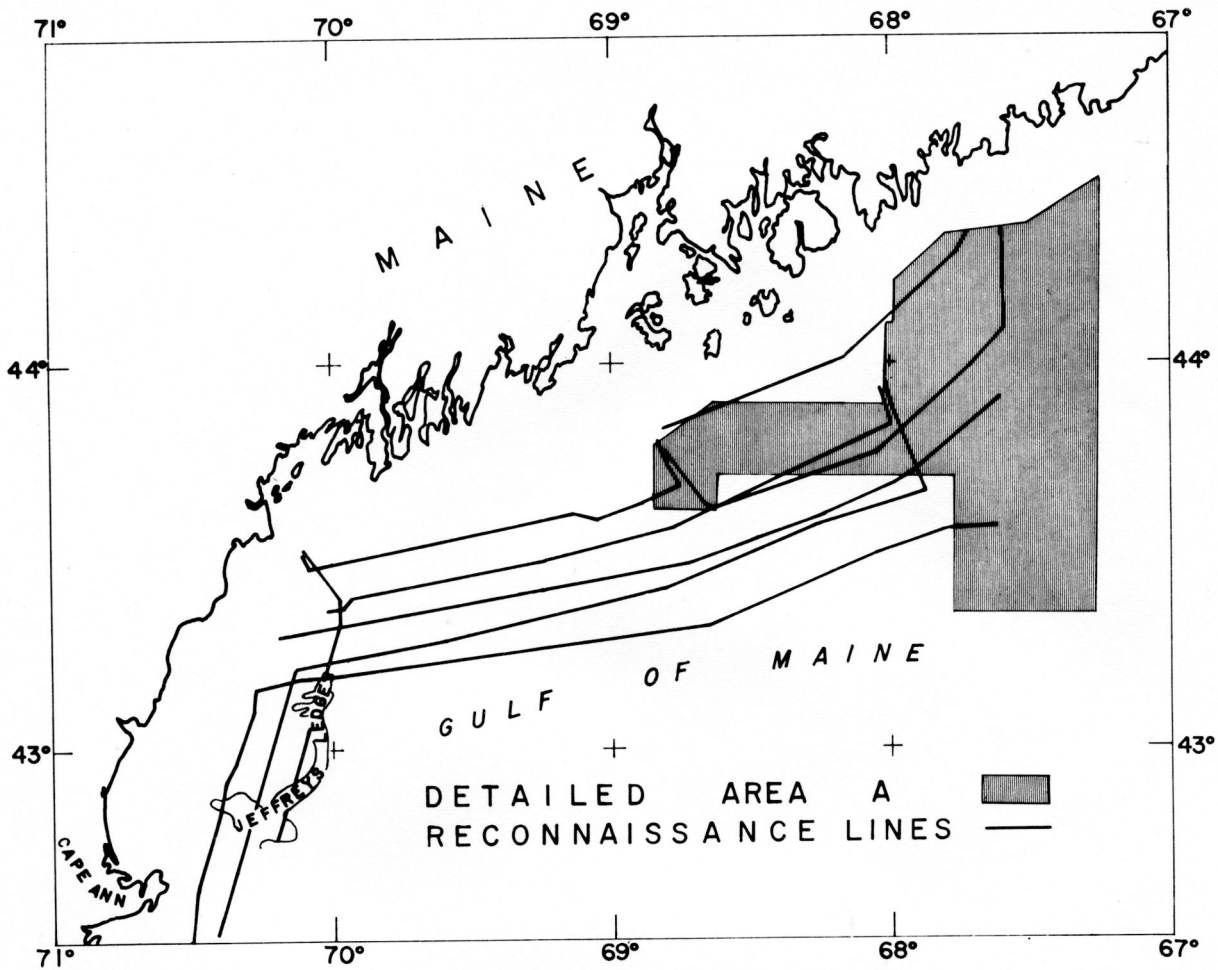 71° 70° 69° 68° 67°
MAINE
44° 44°
GULF OF MAINE
JEFFREYS LEDGE
43° 43°
DETAILED AREA A
RECONNAISSANCE LINES
CAPE ANN
71° 70° 69° 68° 67°